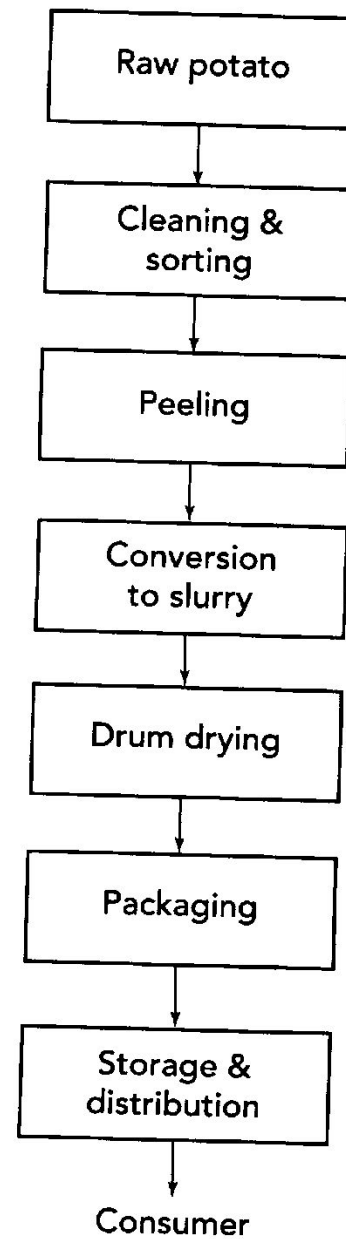 Raw potato
Cleaning &
sorting
Peeling
Conversion
to slurry
Drum drying
Packaging
Storage &
distribution
Consumer